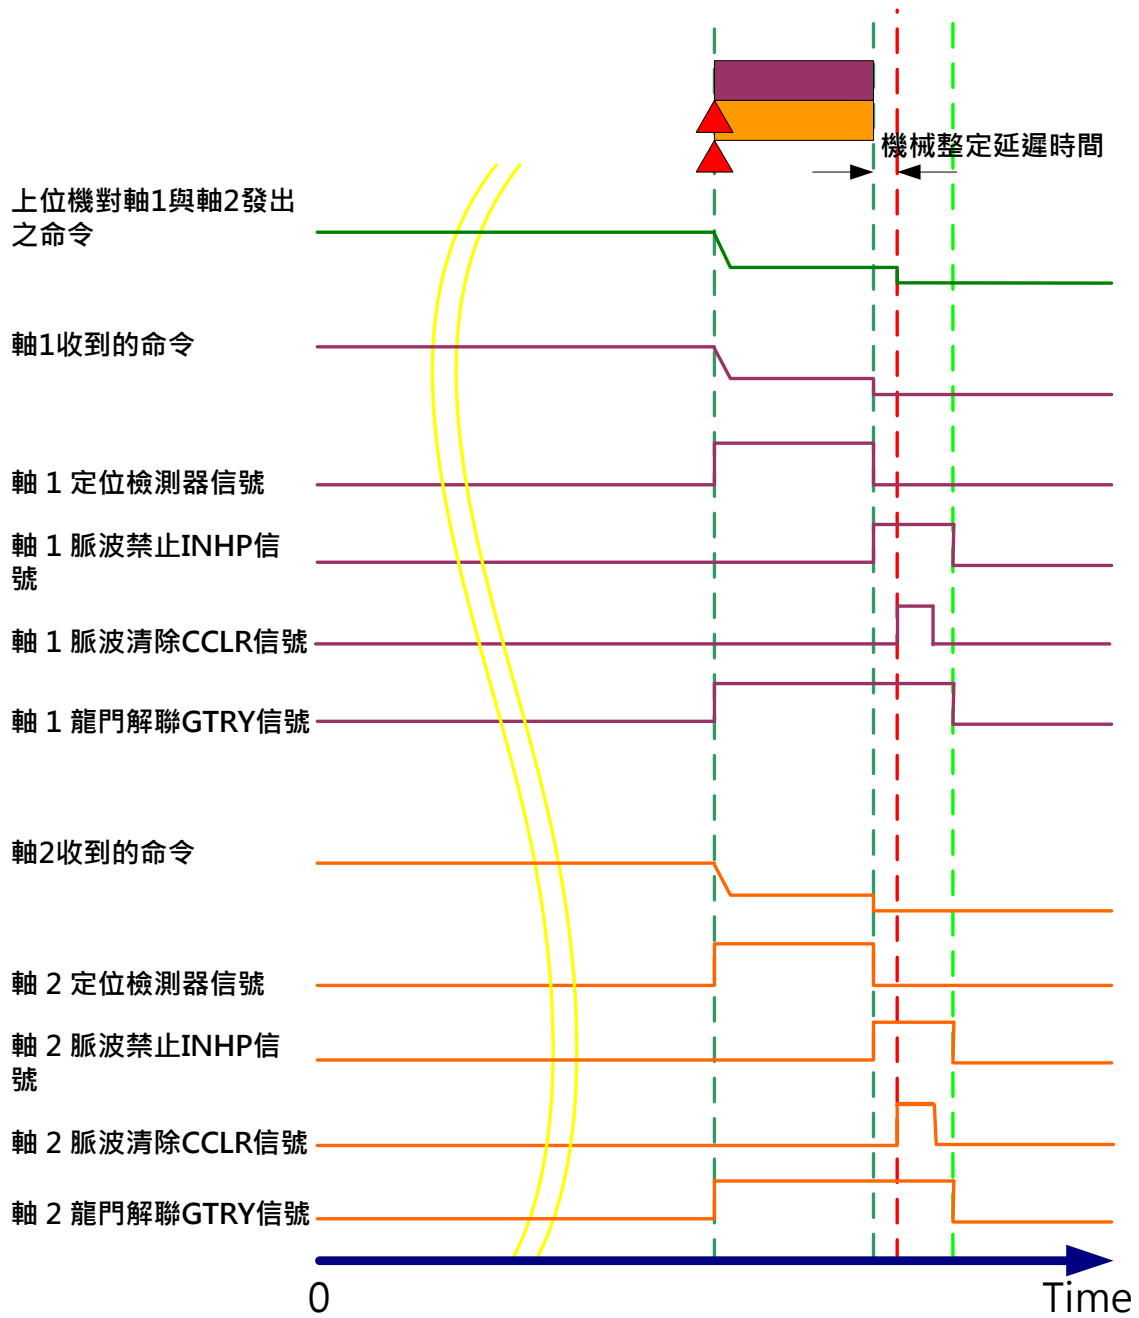 機械整定延遲時間
上位機對軸1與軸2發出
之命令
軸1收到的命令
軸 1 定位檢測器信號
軸 1 脈波禁止INHP信
號
軸 1 脈波清除CCLR信號
軸 1 龍門解聯GTRY信號
軸2收到的命令
軸 2 定位檢測器信號
軸 2 脈波禁止INHP信
號
軸 2 脈波清除CCLR信號
軸 2 龍門解聯GTRY信號
0
Time